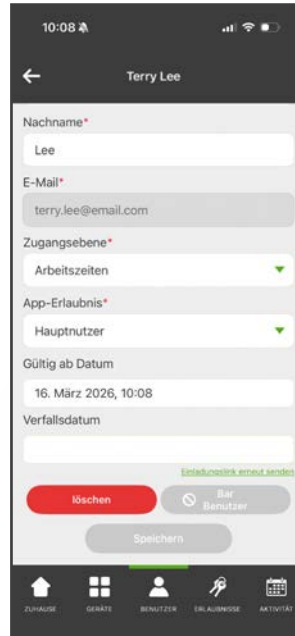 10:08
Terry Lee
Nachname*
Lee
E-Mail*
terry.lee@email.com
Zugangsebene*
Arbeitszeiten
App-Erlaubnis*
Hauptnutzer
Gültig ab Datum
16. März 2026, 10:08
Verfallsdatum
Einladungslink erneut senden
löschen
Bar
Benutzer
Speichern
ZUHAUSE GERÄTE BENUTZER ERLAUBNISSE AKTIVITÄT